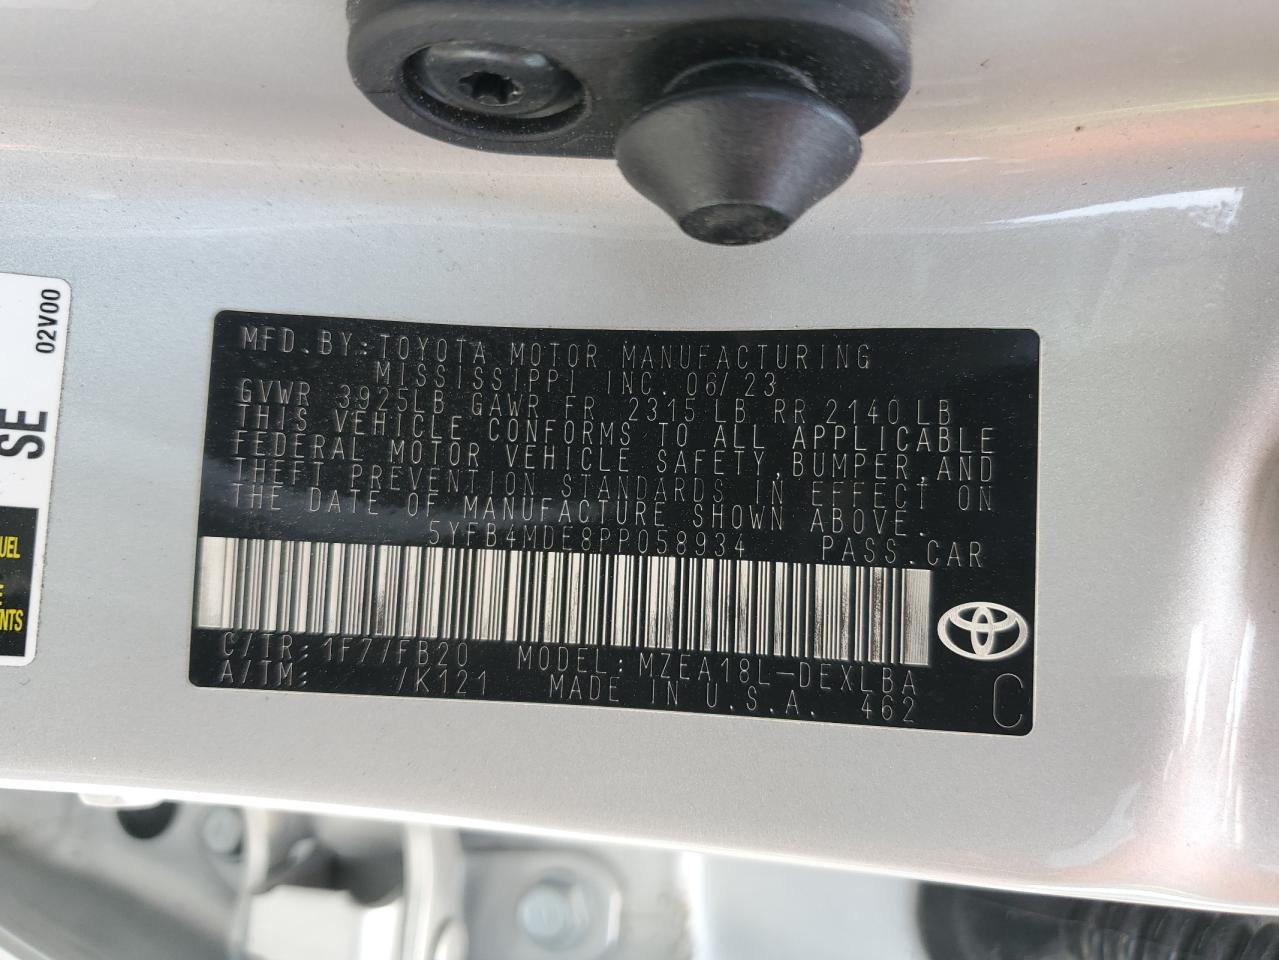 MFD.BY:TOYOTA MOTOR MANUFACTURING
MISSISSIPPI INC. 06/23
GVWR 3925LB GAWR FR 2315 LB RR 2140 LB
THIS VEHICLE CONFORMS TO ALL APPLICABLE
FEDERAL MOTOR VEHICLE SAFETY,BUMPER,AND
THEFT PREVENTION STANDARDS IN EFFECT ON
THE DATE OF MANUFACTURE SHOWN ABOVE.
5YFB4MDE8PP058934 PASS.CAR
C/TR: 1F7/FB20 MODEL:MZEA18L-DEXLBA
A/TM: /K121 MADE IN U.S.A. 462 C
02V00
SE
UEL
NTS